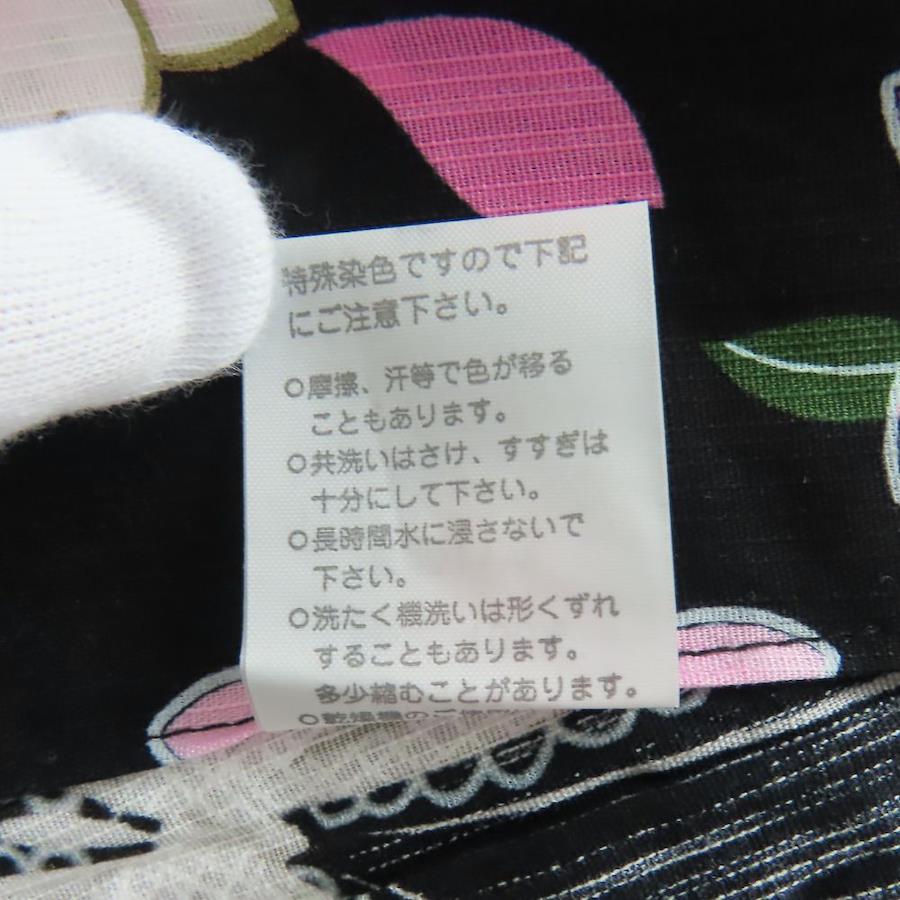 特殊染色ですので下記
にご注意下さい。
○摩擦、汗等で色が移る
こともあります。
○共洗いはさけ、すすぎは
十分にして下さい。
○長時間水に浸さないで
下さい。
○洗たく機洗いは形くずれ
することもあります。
多少縮むことがあります。
○乾燥機の